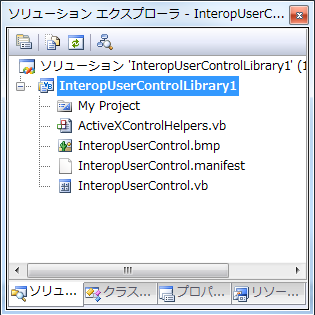 ソリューション エクスプローラ - InteropUserC...
ソリューション 'InteropUserControlLibrary1' (1
InteropUserControlLibrary1
My Project
ActiveXControlHelpers.vb
InteropUserControl.bmp
InteropUserControl.manifest
InteropUserControl.vb
ソリュ... クラス... プロパ... リソー...